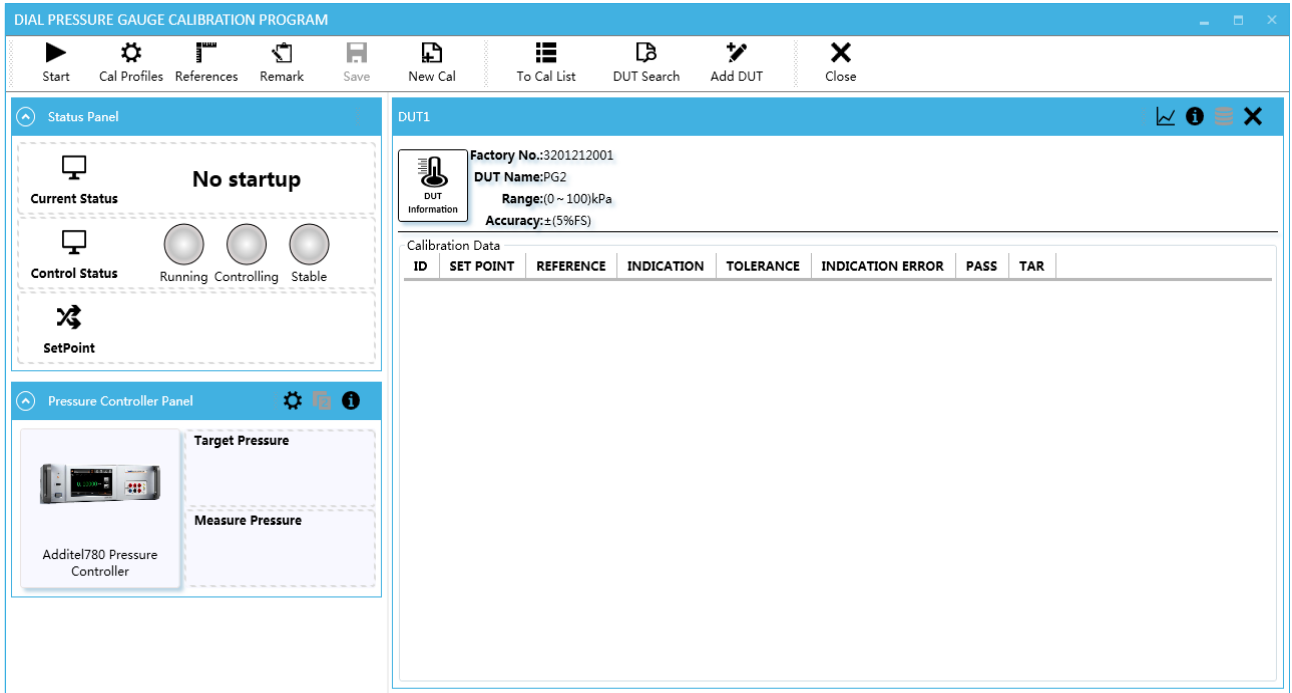 DIAL PRESSURE GAUGE CALIBRATION PROGRAM
Start Cal Profiles References Remark Save New Cal To Cal List DUT Search Add DUT Close
Status Panel
Current Status
No startup
Control Status
Running Controlling Stable
SetPoint
Pressure Controller Panel
Additel780 Pressure
Controller
Target Pressure
Measure Pressure
DUT1
DUT
Information
Factory No.:3201212001
DUT Name:PG2
Range:(0~100)kPa
Accuracy:±(5%FS)
Calibration Data
ID SET POINT REFERENCE INDICATION TOLERANCE INDICATION ERROR PASS TAR